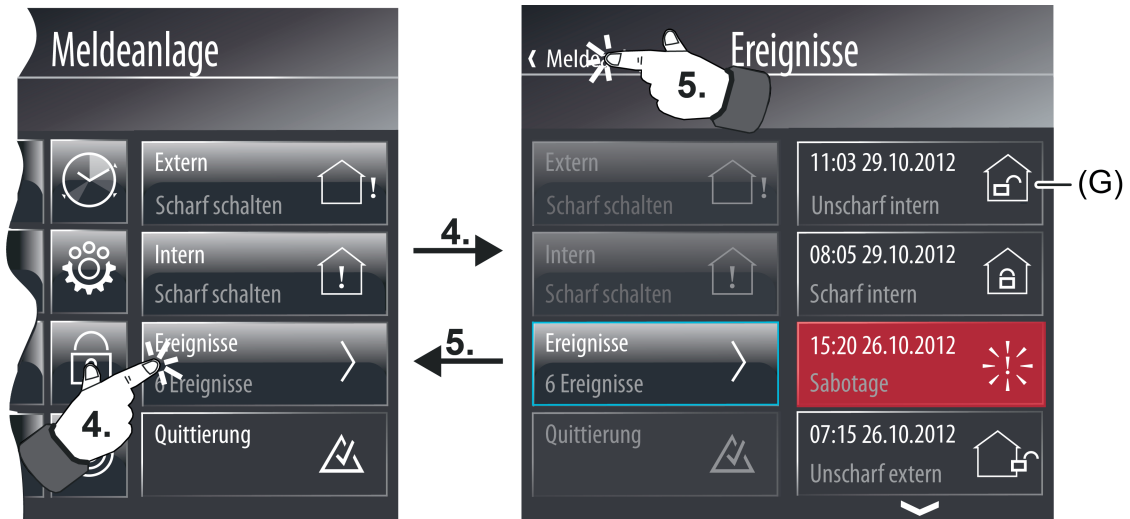 Meldeanlage
Extern
Scharf schalten
Intern
Scharf schalten
Ereignisse
6 Ereignisse
4.
Quittierung
4.
5.
Ereignisse
5.
Extern
Scharf schalten
Intern
Scharf schalten
Ereignisse
6 Ereignisse
Quittierung
11:03 29.10.2012
Unscharf intern
(G)
08:05 29.10.2012
Scharf intern
15:20 26.10.2012
Sabotage
07:15 26.10.2012
Unscharf extern